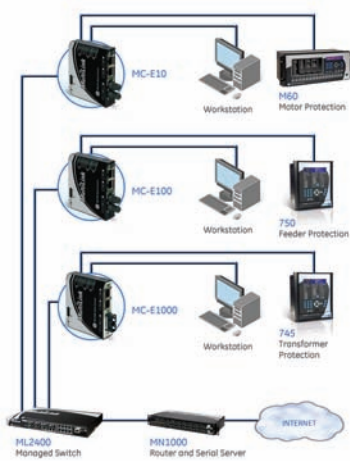 MC-E10
Workstation
M60
Motor Protection
MC-E100
Workstation
750
Feeder Protection
MC-E1000
Workstation
745
Transformer
Protection
ML2400
Managed Switch
MN1000
Router and Serial Server
INTERNET